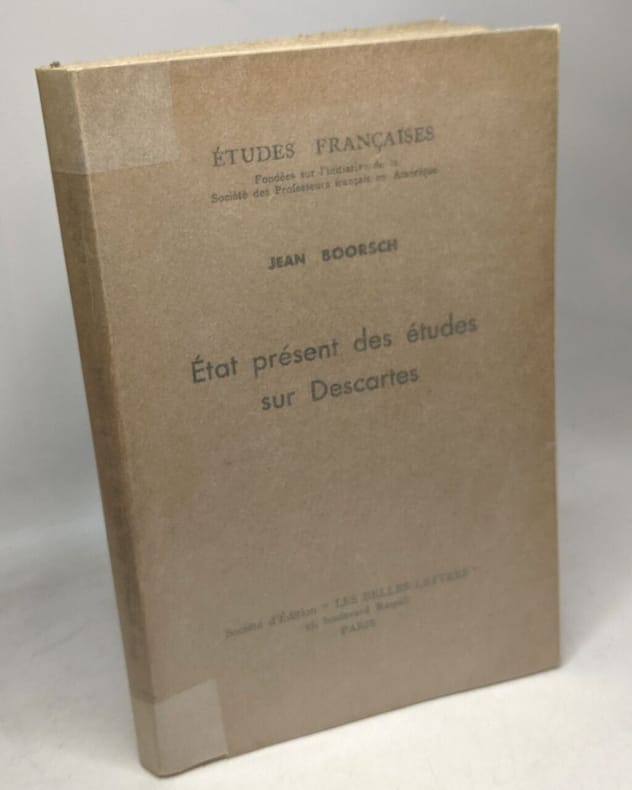 ÉTUDES FRANÇAISES
Fondées sur l'initiative de la
Société des Professeurs français en Amérique
JEAN BOORSCH
État présent des études
sur Descartes
Société d'Édition " LES BELLES LETTRES "
95 boulevard Raspail
PARIS